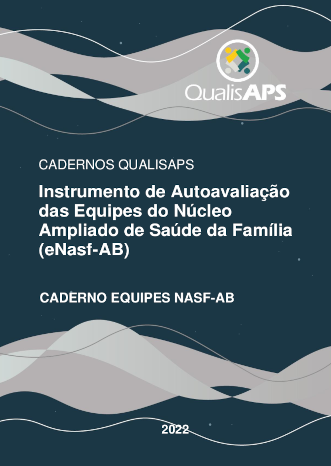 QualisAPS
CADERNOS QUALISAPS
Instrumento de Autoavaliação
das Equipes do Núcleo
Ampliado de Saúde da Família
(eNasf-AB)
CADERNO EQUIPES NASF-AB
2022